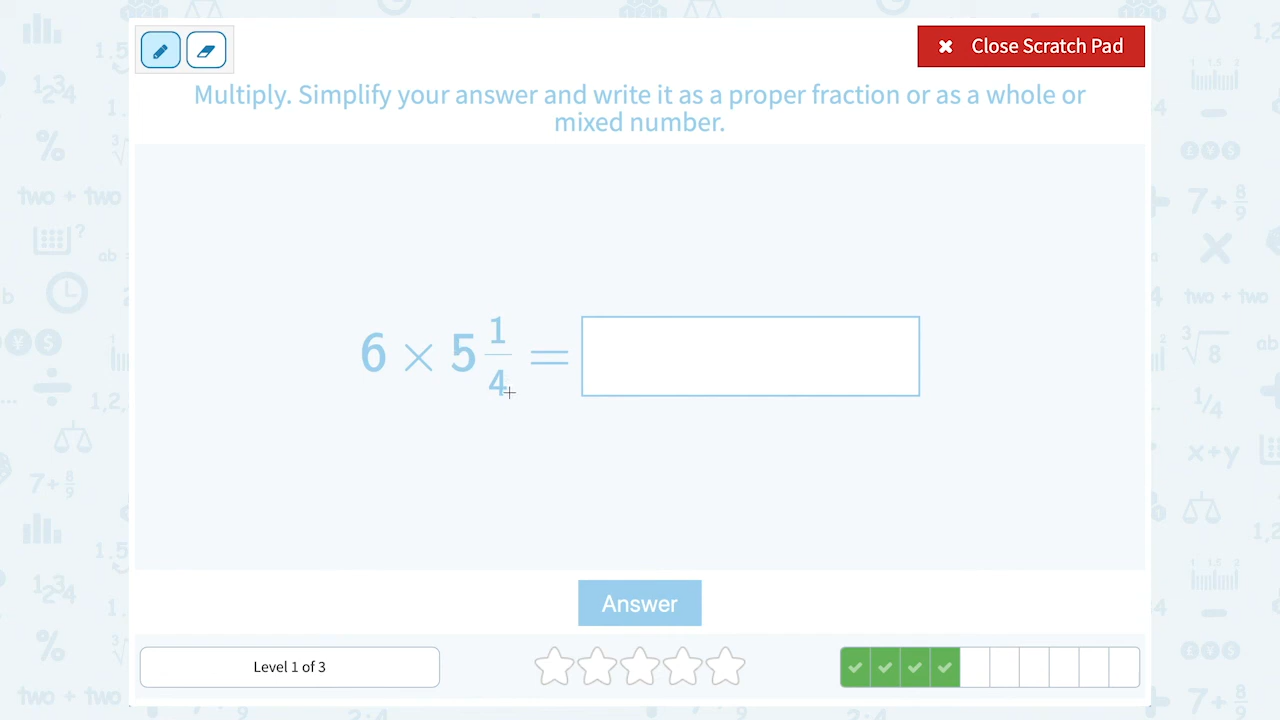 Close Scratch Pad
Multiply. Simplify your answer and write it as a proper fraction or as a whole or
mixed number.
6 × 5 1/4 =
Answer
Level 1 of 3